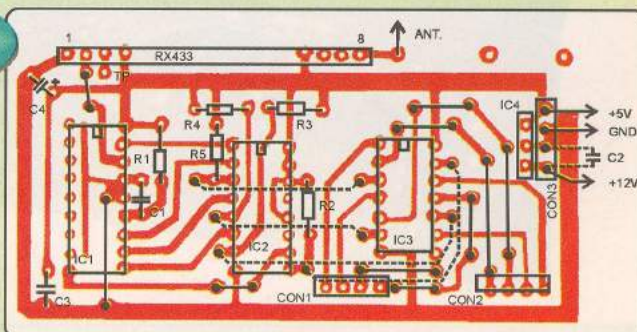 1
8
ANT.
RX433
TP
C4
IC4
+5V
R4
R3
GND
C2
R1
R5
+12V
CON3
C1
R2
IC1
IC2
IC3
C3
CON1
CON2